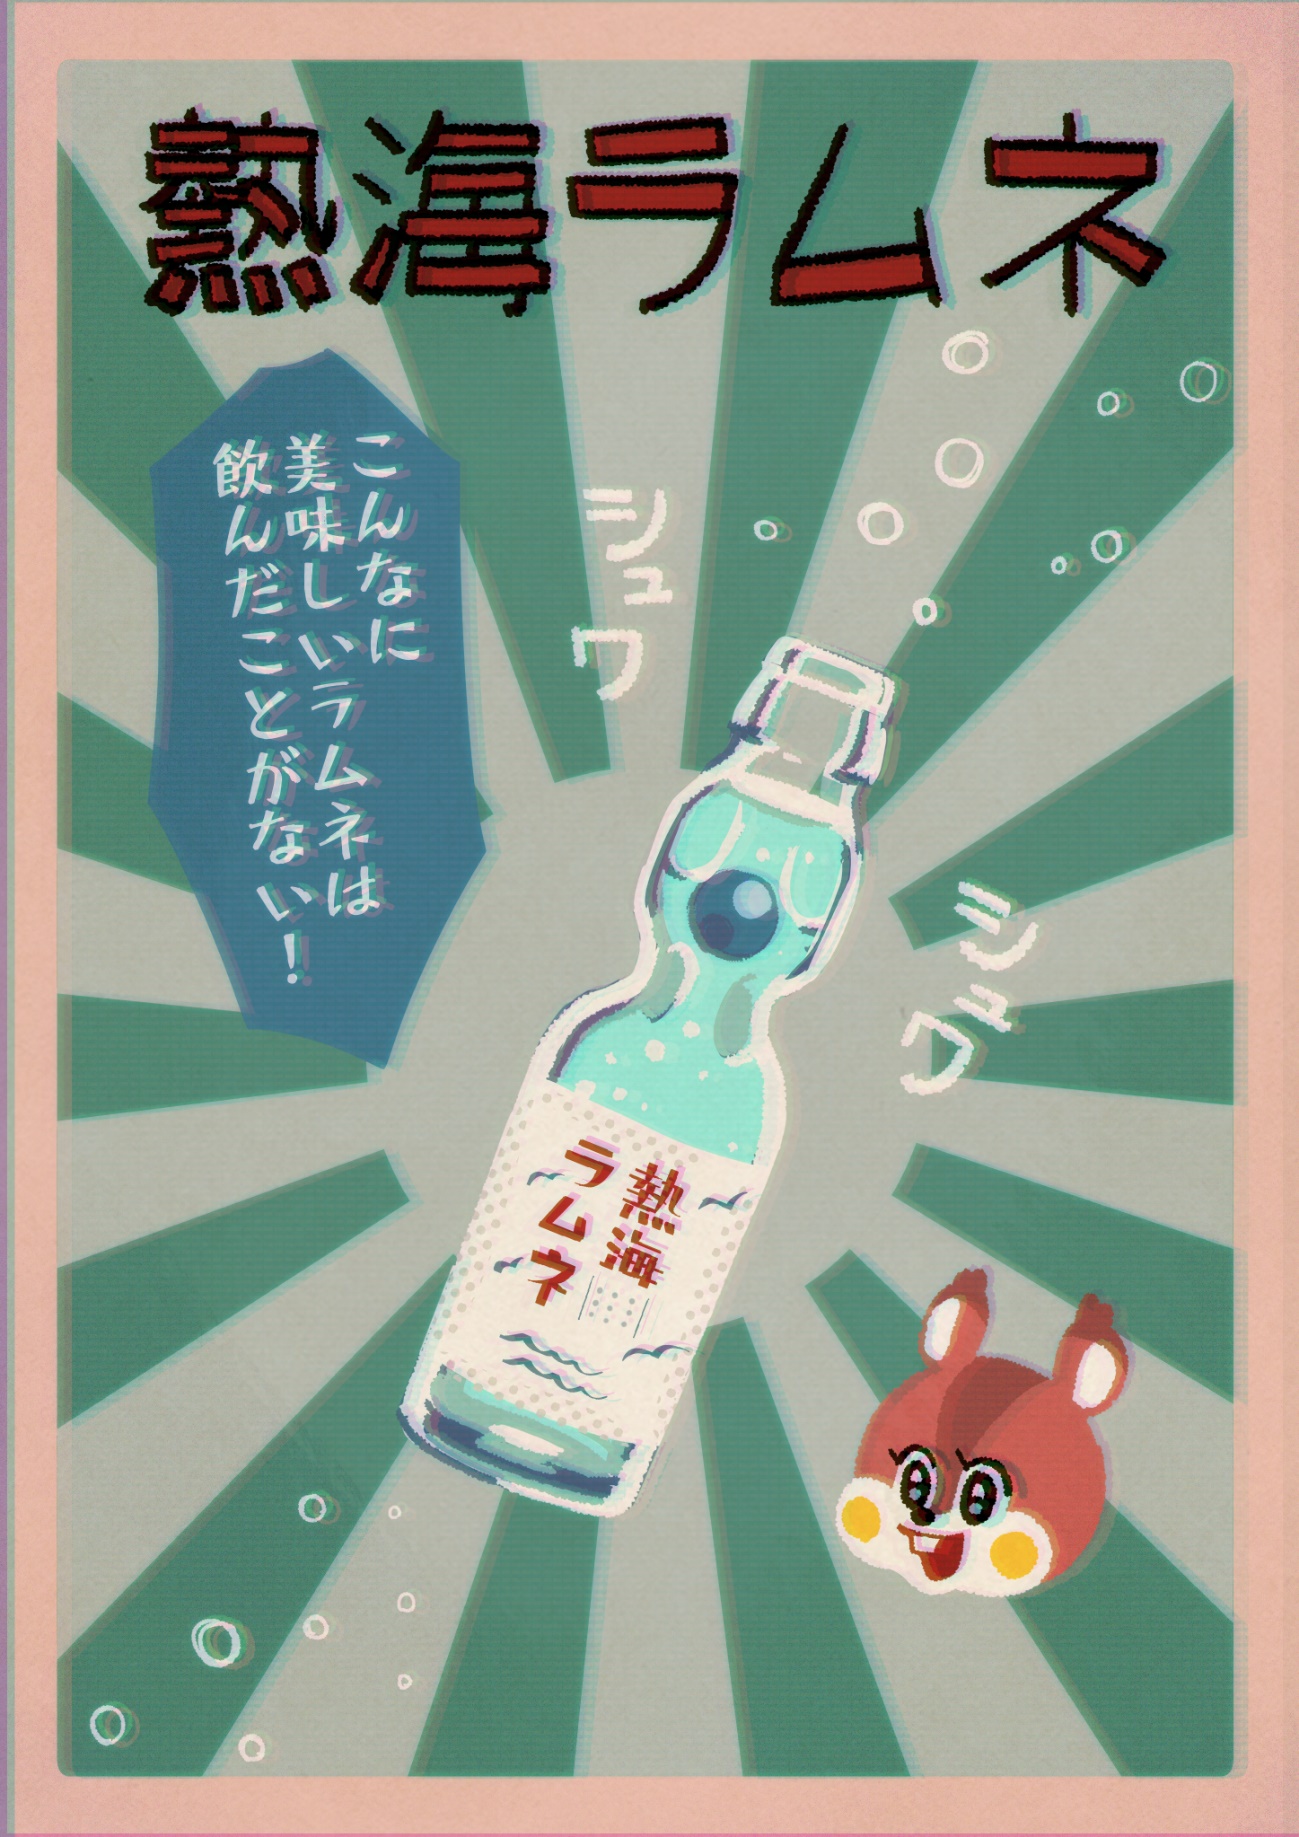 熱海ラムネ
こんなに
美味しいラムネは
飲んだことがない!
シュワ
シュワ
熱海
ラムネ